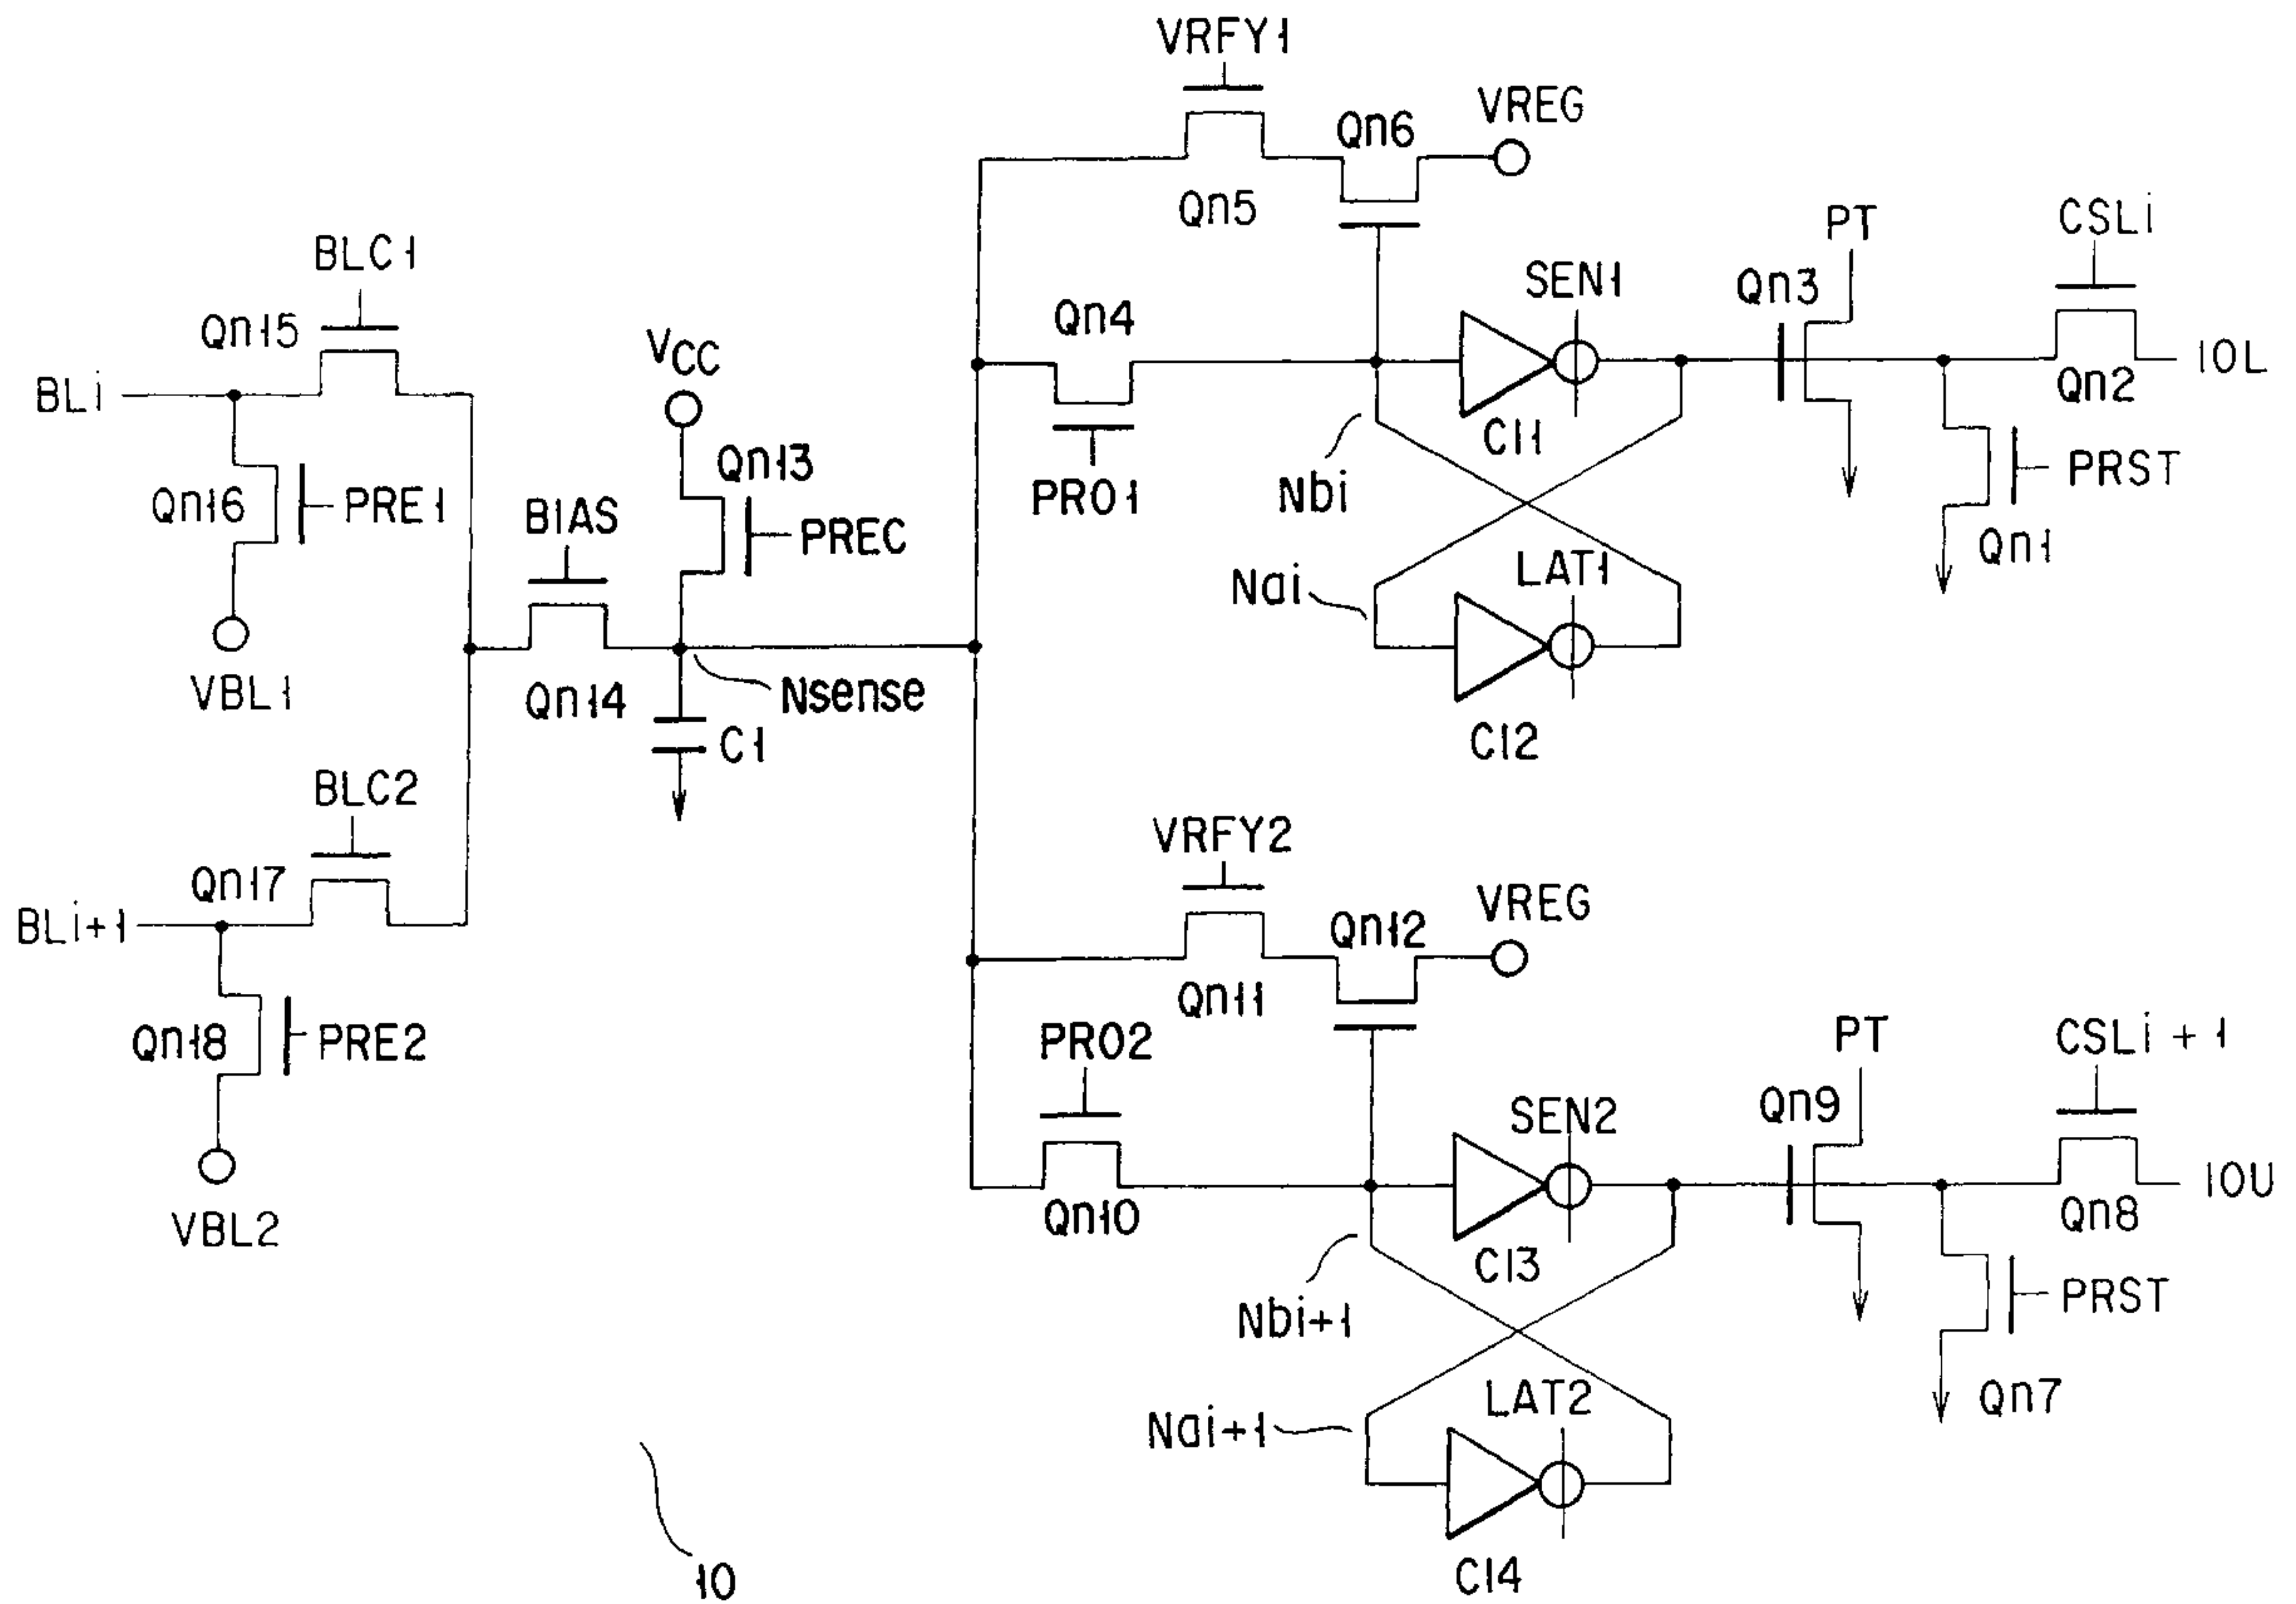 VRFY1
VREG
Qn6
Qn5
PT
CSLi
BLC1
Qn15
BLi
Qn4
SEN1
Qn3
IOL
Qn2
VCC
Qn13
CI1
PRST
Qn16
PRE1
BIAS
PREC
PRO1
Nbi
Qn1
LAT1
Nai
VBL1
Qn14
Nsense
C1
CI2
BLC2
VRFY2
Qn17
VREG
BLi+1
Qn12
Qn11
Qn18
PRE2
PRO2
PT
CSLi+1
Qn9
SEN2
IOU
Qn10
Qn8
VBL2
CI3
Nbi+1
PRST
LAT2
Qn7
Nai+1
CI4
10